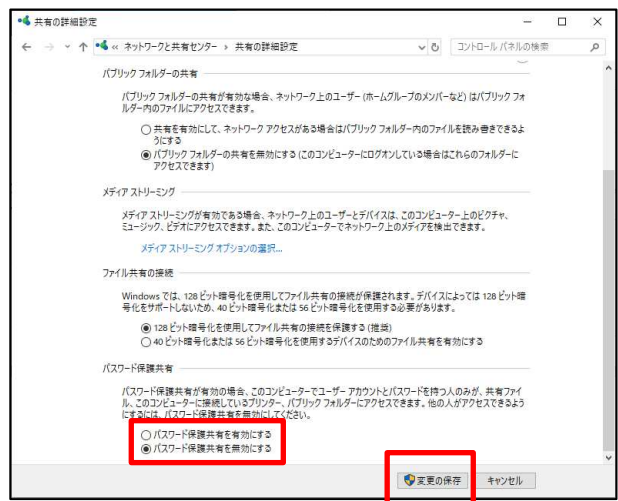 共有の詳細設定
« ネットワークと共有センター › 共有の詳細設定
コントロール パネルの検索
パブリック フォルダーの共有
パブリック フォルダーの共有が有効な場合、ネットワーク上のユーザー (ホームグループのメンバーなど) はパブリック フォ
ルダー内のファイルにアクセスできます。
共有を有効にして、ネットワーク アクセスがある場合はパブリック フォルダー内のファイルを読み書きできるよ
うにする
パブリック フォルダーの共有を無効にする (このコンピューターにログオンしている場合はこれらのフォルダーに
アクセスできます)
メディア ストリーミング
メディア ストリーミングが有効である場合、ネットワーク上のユーザーとデバイスは、このコンピューター上のピクチャ、
ミュージック、ビデオにアクセスできます。また、このコンピューターでネットワーク上のメディアを検出できます。
メディア ストリーミング オプションの選択...
ファイル共有の接続
Windows では、128 ビット暗号化を使用してファイル共有の接続が保護されます。デバイスによっては 128 ビット暗
号化をサポートしないため、40 ビット暗号化または 56 ビット暗号化を使用する必要があります。
128 ビット暗号化を使用してファイル共有の接続を保護する (推奨)
40 ビット暗号化または 56 ビット暗号化を使用するデバイスのためのファイル共有を有効にする
パスワード保護共有
パスワード保護共有が有効の場合、このコンピューターでユーザー アカウントとパスワードを持つ人のみが、共有ファイ
ル、このコンピューターに接続しているプリンター、パブリック フォルダーにアクセスできます。他の人がアクセスできるよう
にするには、パスワード保護共有を無効にしてください。
パスワード保護共有を有効にする
パスワード保護共有を無効にする
変更の保存
キャンセル